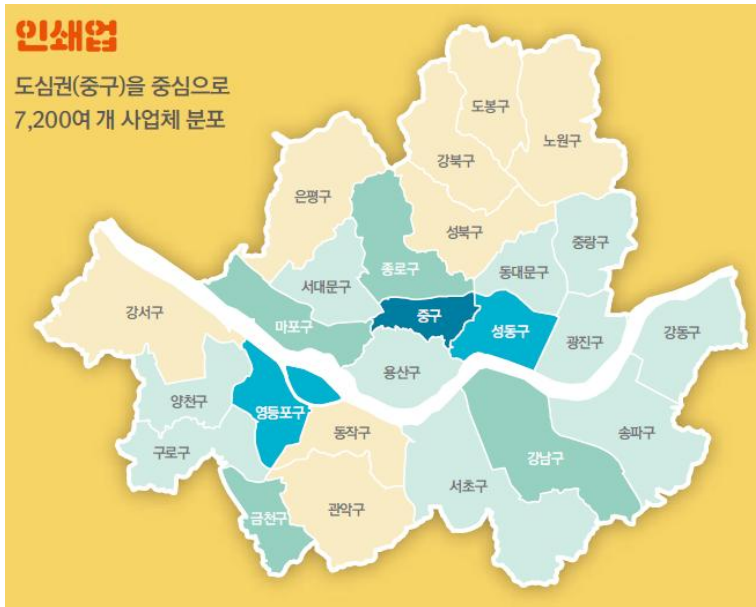 인쇄업
도심권(중구)을 중심으로
7,200여 개 사업체 분포
도봉구
노원구
강북구
은평구
성북구
중랑구
종로구
동대문구
서대문구
강서구
마포구
중구
성동구
광진구
강동구
용산구
양천구
영등포구
동작구
송파구
구로구
강남구
서초구
관악구
금천구